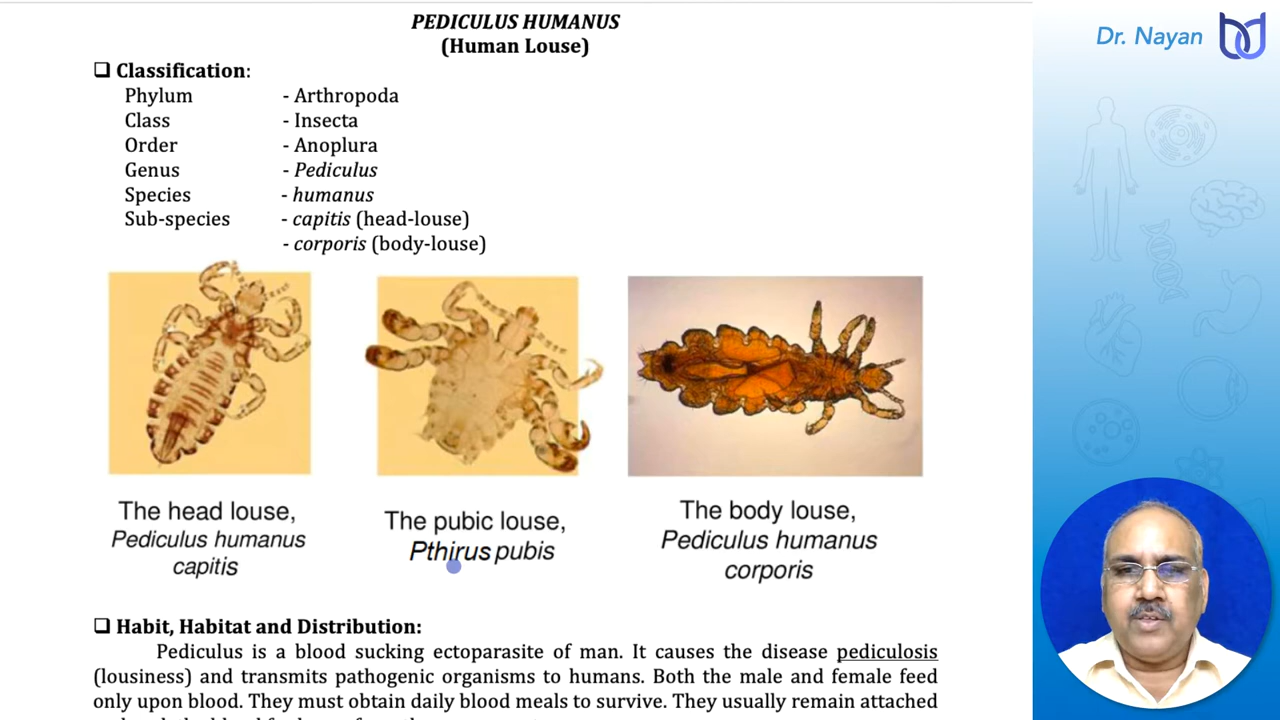 PEDICULUS HUMANUS
(Human Louse)
Dr. Nayan
❑ Classification:
Phylum - Arthropoda
Class - Insecta
Order - Anoplura
Genus - Pediculus
Species - humanus
Sub-species - capitis (head-louse)
- corporis (body-louse)
The head louse,
Pediculus humanus
capitis
The pubic louse,
Pthirus pubis
The body louse,
Pediculus humanus
corporis
❑ Habit, Habitat and Distribution:
Pediculus is a blood sucking ectoparasite of man. It causes the disease pediculosis
(lousiness) and transmits pathogenic organisms to humans. Both the male and female feed
only upon blood. They must obtain daily blood meals to survive. They usually remain attached